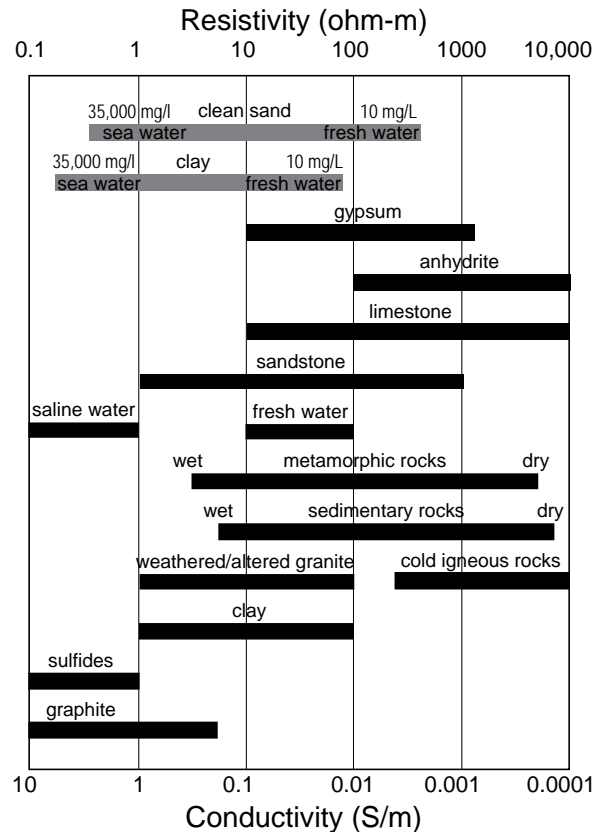 Resistivity (ohm-m)
0.1 1 10 100 1000 10,000
35,000 mg/l clean sand 10 mg/L
sea water fresh water
35,000 mg/l clay 10 mg/L
sea water fresh water
gypsum
anhydrite
limestone
sandstone
saline water fresh water
wet metamorphic rocks dry
wet sedimentary rocks dry
weathered/altered granite cold igneous rocks
clay
sulfides
graphite
10 1 0.1 0.01 0.001 0.0001
Conductivity (S/m)